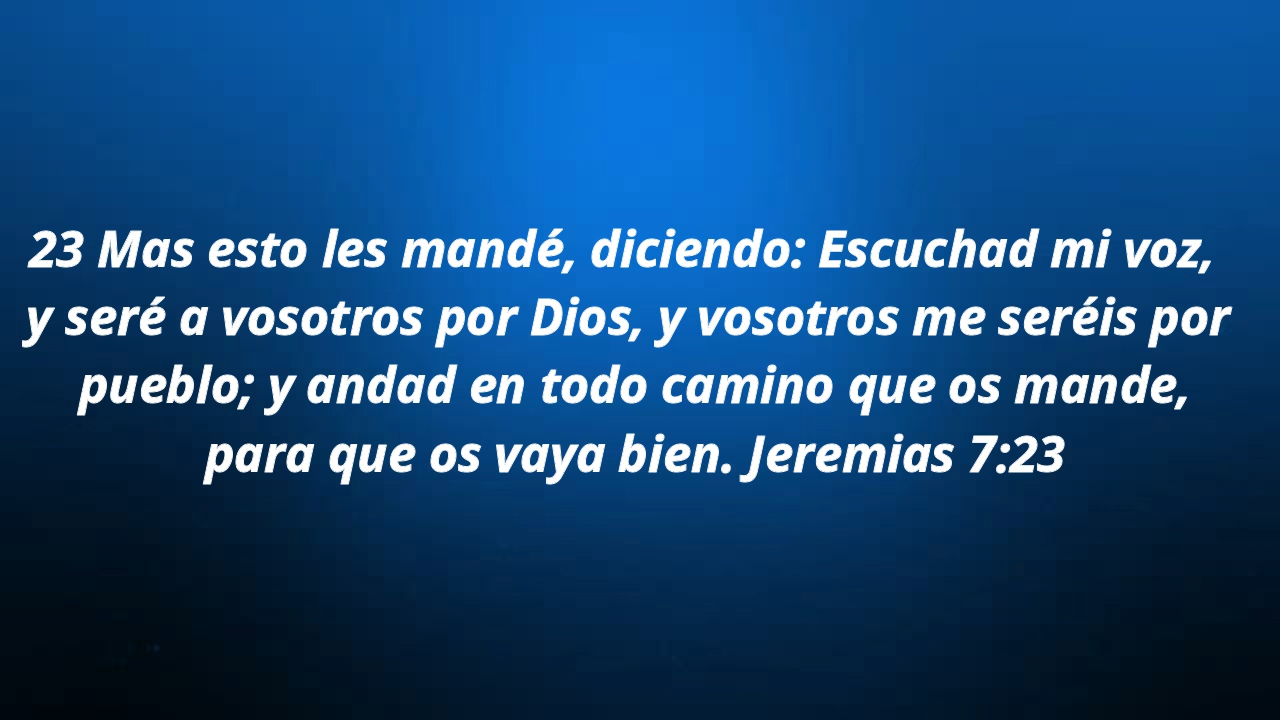 23 Mas esto les mandé, diciendo: Escuchad mi voz,
y seré a vosotros por Dios, y vosotros me seréis por
pueblo; y andad en todo camino que os mande,
para que os vaya bien. Jeremias 7:23